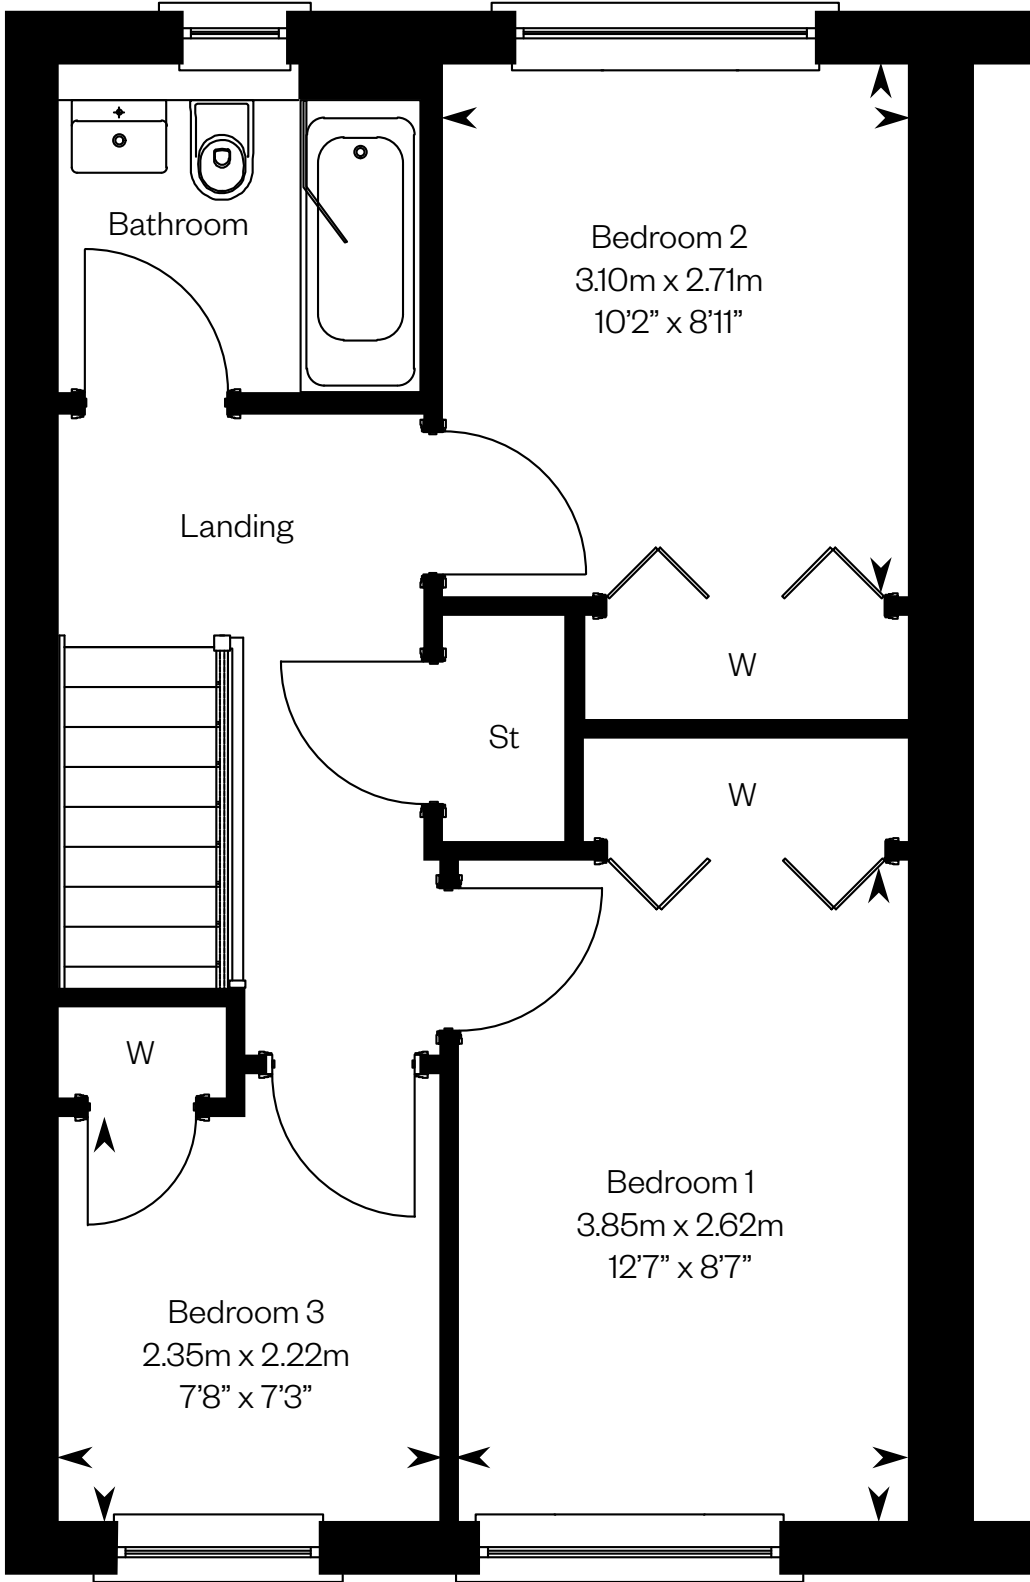 Bathroom
Bedroom 2
3.10m x 2.71m
10’2” x 8’11”
Landing
W
St
W
W
Bedroom 1
3.85m x 2.62m
12’7” x 8’7”
Bedroom 3
2.35m x 2.22m
7’8” x 7’3”